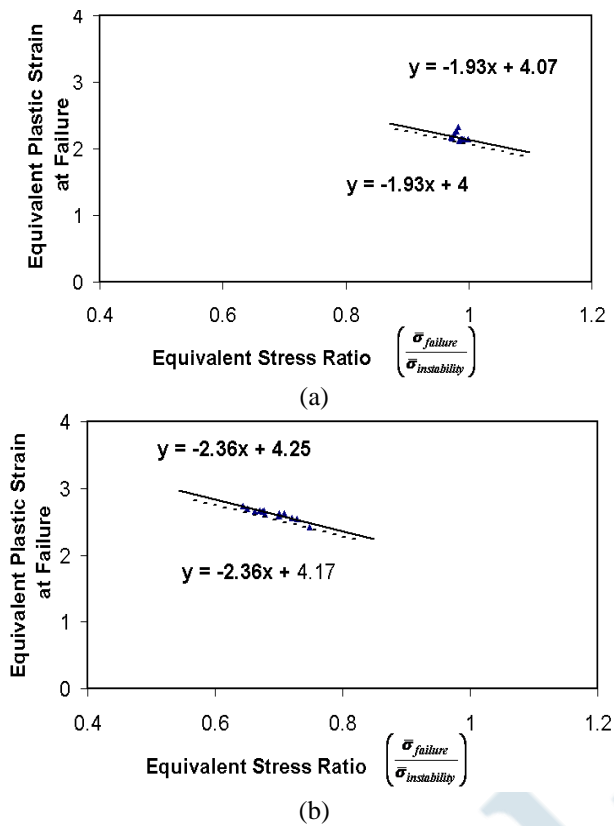 4
3
2
1
0
Equivalent Plastic Strain
at Failure
y = -1.93x + 4.07
y = -1.93x + 4
0.4 0.6 0.8 1 1.2
Equivalent Stress Ratio (σ̅failure / σ̅instability)
(a)
4
3
2
1
0
Equivalent Plastic Strain
at Failure
y = -2.36x + 4.25
y = -2.36x + 4.17
0.4 0.6 0.8 1 1.2
Equivalent Stress Ratio (σ̅failure / σ̅instability)
(b)